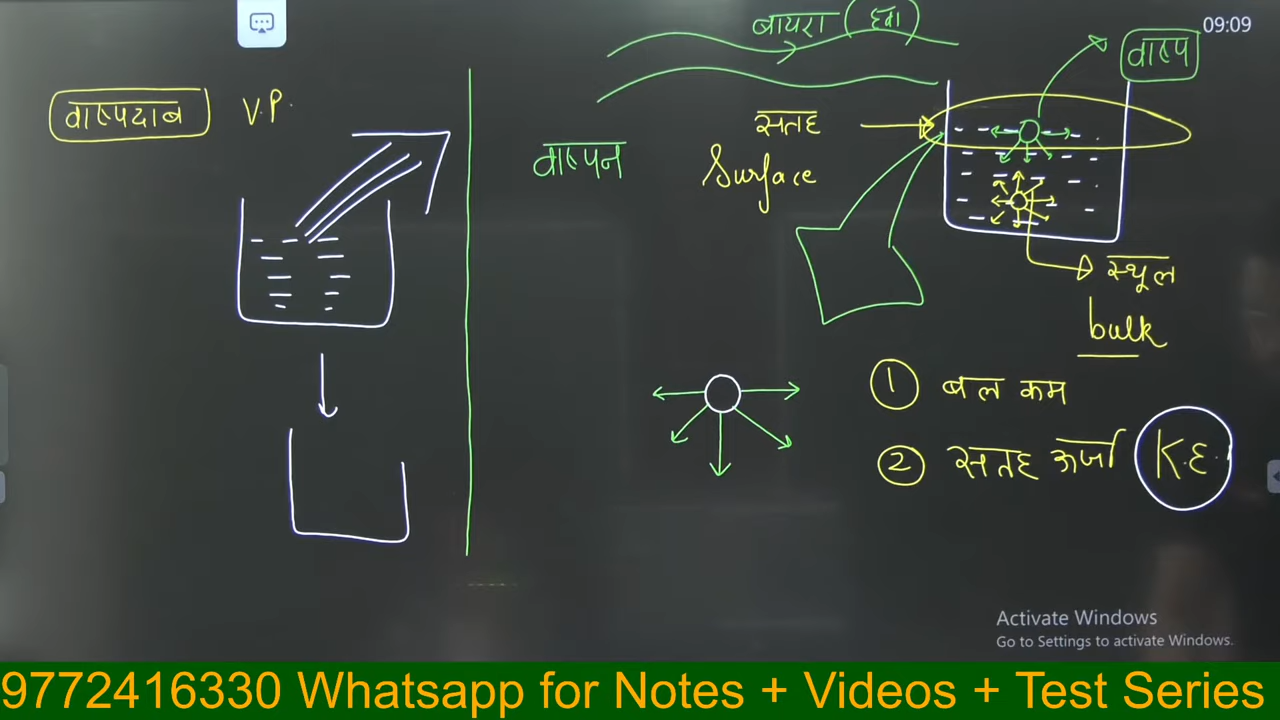 बायरा (हवा)
09:09
वाष्प
वाष्पदाब V.P.
सतह
वाष्पन
Surface
स्थूल
bulk
① बल कम
② सतह ऊर्जा K.E.
Activate Windows
Go to Settings to activate Windows.
9772416330 Whatsapp for Notes + Videos + Test Series